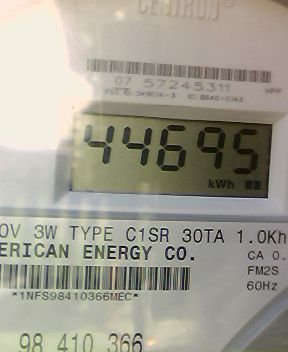 CENTRON
07 57245311
44695
kWh
0V 3W TYPE C1SR 30TA 1.0Kh
ERICAN ENERGY CO.
CA 0.
FM2S
60Hz
*1NFS98410366MEC*
98 410 366